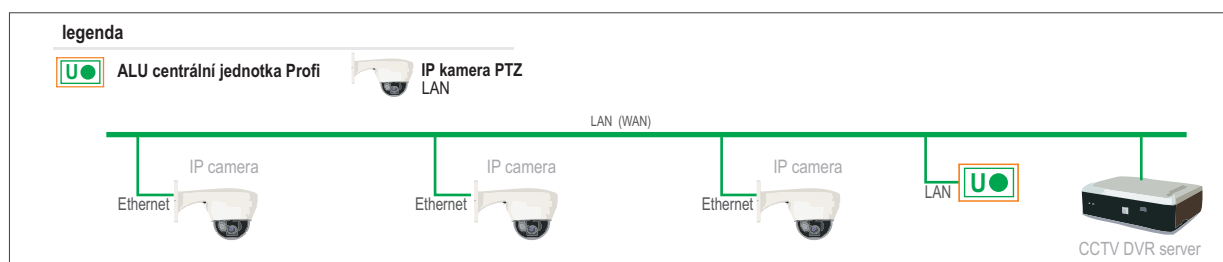 legenda
U
ALU centrální jednotka Profi
IP kamera PTZ
LAN
LAN (WAN)
IP camera
IP camera
IP camera
Ethernet
Ethernet
Ethernet
LAN
U
CCTV DVR server